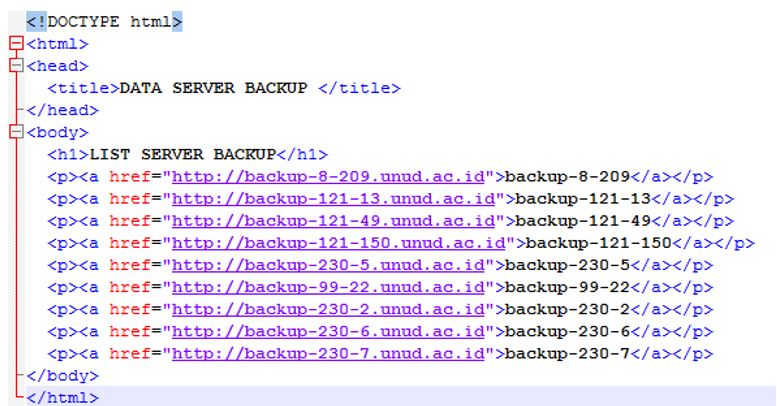 <!DOCTYPE html>
<html>
<head>
<title>DATA SERVER BACKUP </title>
</head>
<body>
<h1>LIST SERVER BACKUP</h1>
<p><a href="http://backup-8-209.unud.ac.id">backup-8-209</a></p>
<p><a href="http://backup-121-13.unud.ac.id">backup-121-13</a></p>
<p><a href="http://backup-121-49.unud.ac.id">backup-121-49</a></p>
<p><a href="http://backup-121-150.unud.ac.id">backup-121-150</a></p>
<p><a href="http://backup-230-5.unud.ac.id">backup-230-5</a></p>
<p><a href="http://backup-99-22.unud.ac.id">backup-99-22</a></p>
<p><a href="http://backup-230-2.unud.ac.id">backup-230-2</a></p>
<p><a href="http://backup-230-6.unud.ac.id">backup-230-6</a></p>
<p><a href="http://backup-230-7.unud.ac.id">backup-230-7</a></p>
</body>
</html>